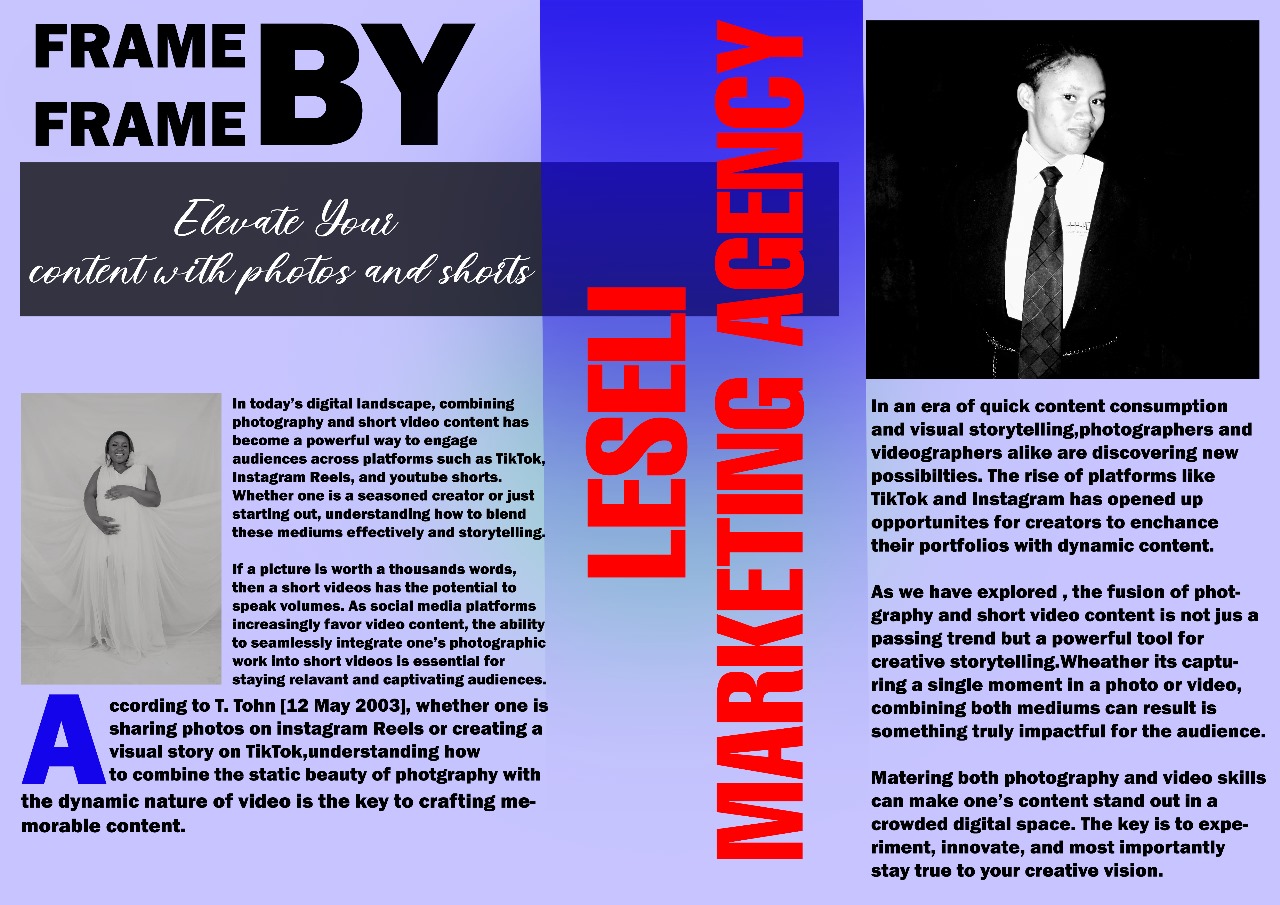 FRAME
BY
FRAME
Elevate Your
content with photos and shorts
In today's digital landscape, combining
photography and short video content has
become a powerful way to engage
audiences across platforms such as TikTok,
Instagram Reels, and youtube shorts.
Whether one is a seasoned creator or just
starting out, understanding how to blend
these mediums effectively and storytelling.
If a picture is worth a thousands words,
then a short videos has the potential to
speak volumes. As social media platforms
increasingly favor video content, the ability
to seamlessly integrate one's photographic
work into short videos is essential for
staying relavant and captivating audiences.
According to T. Tohn [12 May 2003], whether one is
sharing photos on instagram Reels or creating a
visual story on TikTok,understanding how
to combine the static beauty of photgraphy with
the dynamic nature of video is the key to crafting me-
morable content.
LESELI
MARKETING AGENCY
In an era of quick content consumption
and visual storytelling,photographers and
videographers alike are discovering new
possibilties. The rise of platforms like
TikTok and Instagram has opened up
opportunites for creators to enchance
their portfolios with dynamic content.
As we have explored , the fusion of phot-
graphy and short video content is not jus a
passing trend but a powerful tool for
creative storytelling.Wheather its captu-
ring a single moment in a photo or video,
combining both mediums can result is
something truly impactful for the audience.
Matering both photography and video skills
can make one's content stand out in a
crowded digital space. The key is to expe-
riment, innovate, and most importantly
stay true to your creative vision.